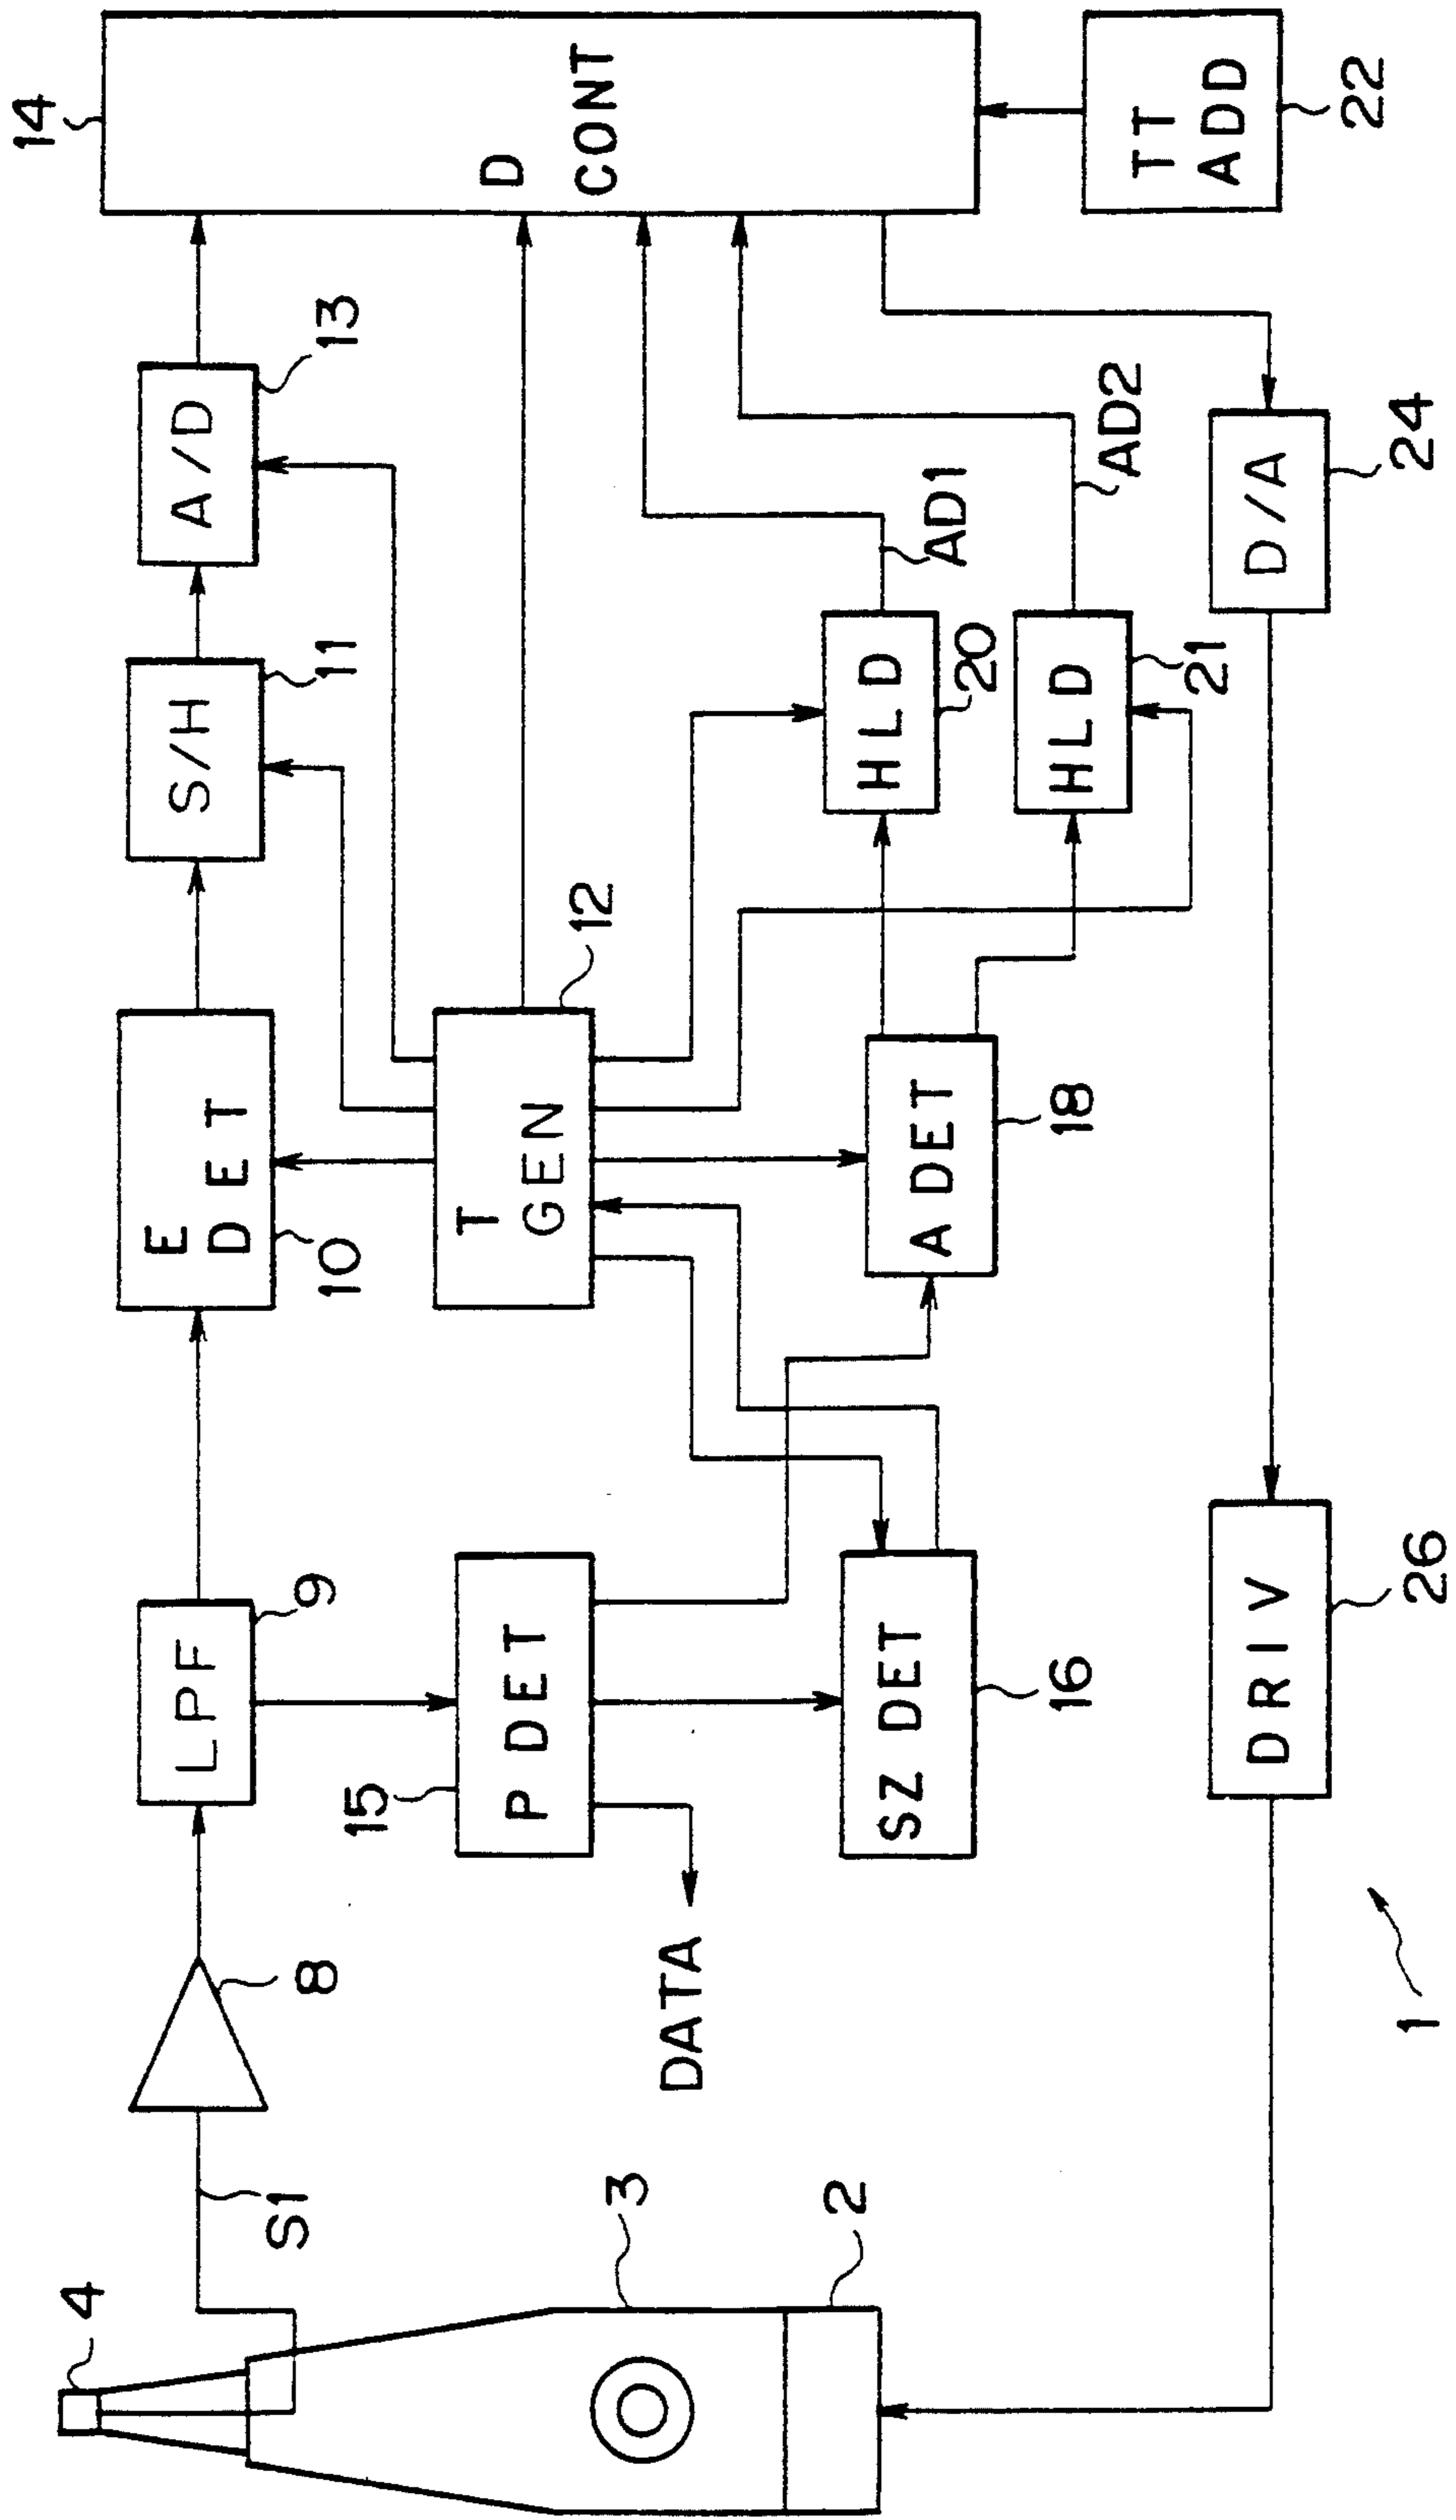 4
S1
8
LPF
9
E
DET
10
S/H
11
A/D
13
14
D
CONT
3
2
DATA
15
P DET
T
GEN
12
SZ DET
16
A DET
18
HLD
20
AD1
HLD
21
AD2
TT
ADD
22
1
DRIV
26
D/A
24